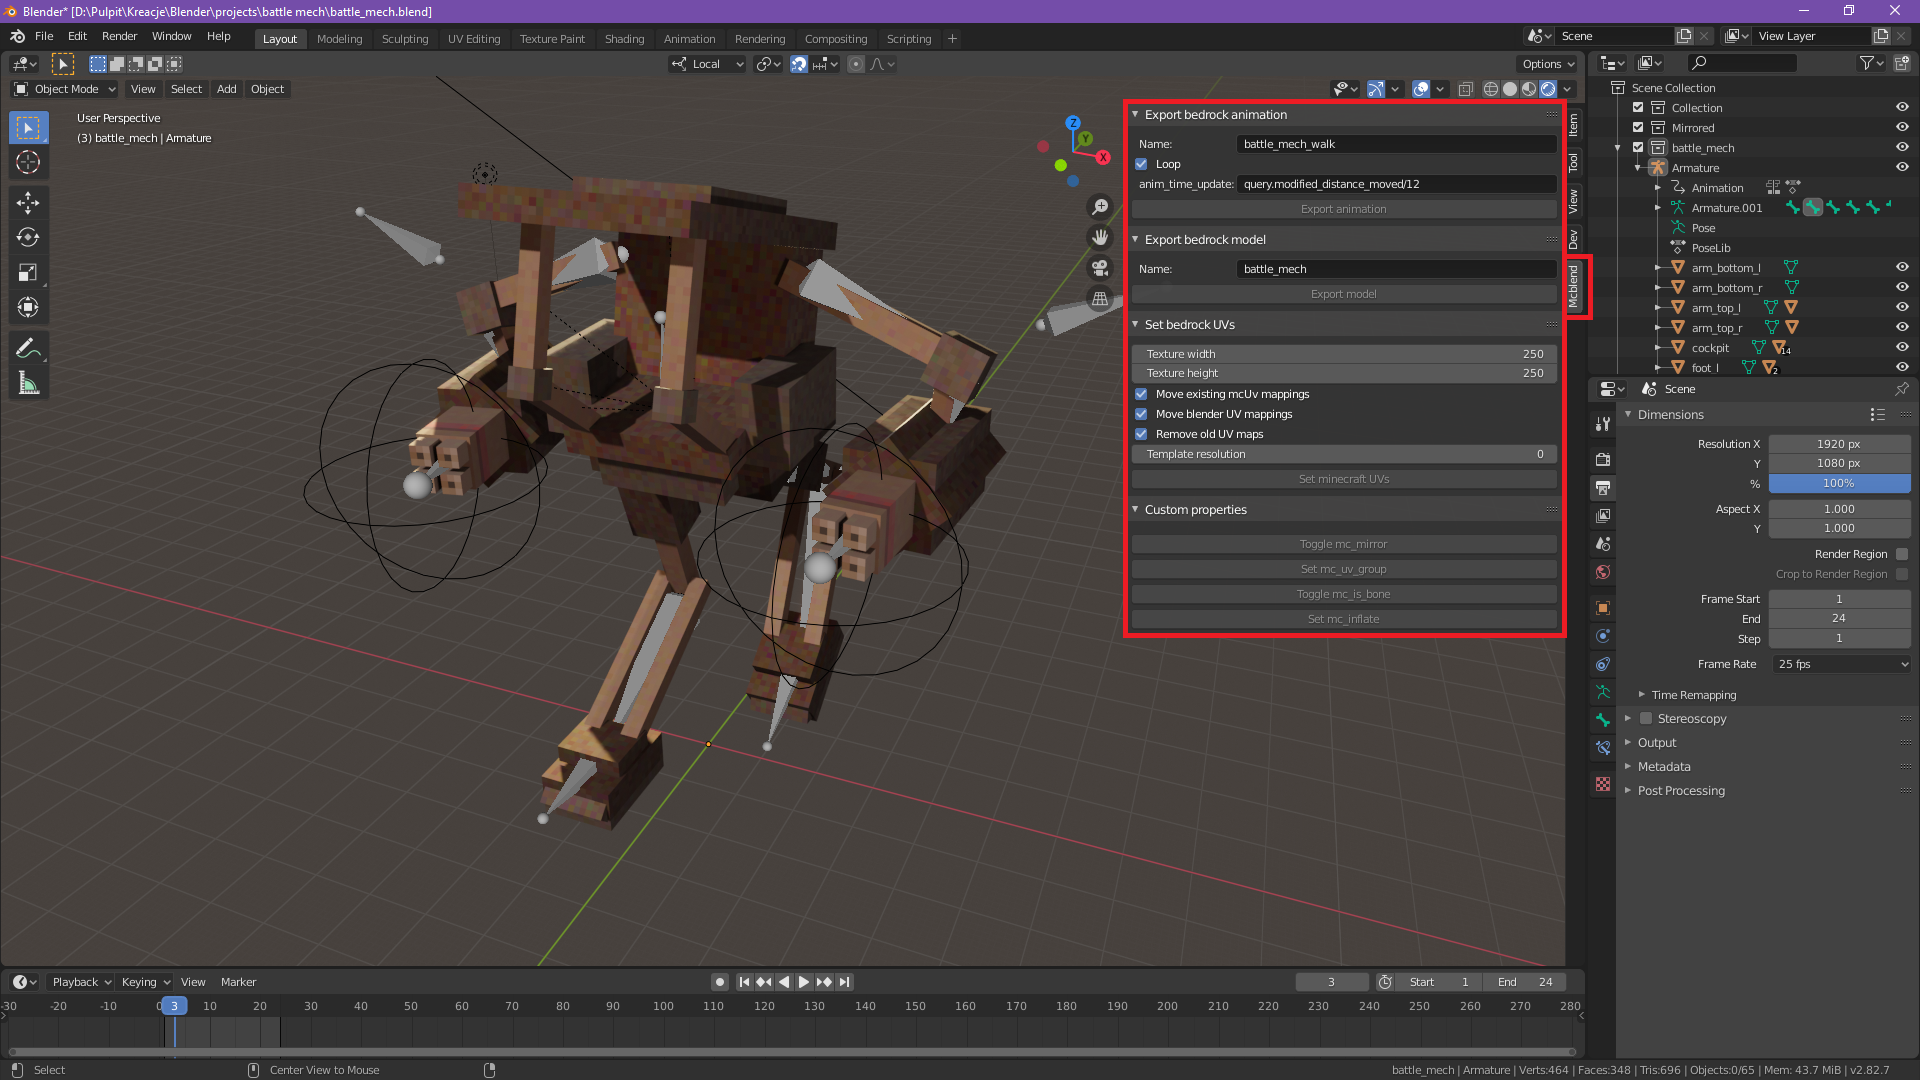 Blender* [D:\Pulpit\Kreacje\Blender\projects\battle mech\battle_mech.blend]
File Edit Render Window Help Layout Modeling Sculpting UV Editing Texture Paint Shading Animation Rendering Compositing Scripting + Scene View Layer
Local Options
Object Mode View Select Add Object
User Perspective
(3) battle_mech | Armature
Z
Y
X
Export bedrock animation
Name: battle_mech_walk
Loop
anim_time_update: query.modified_distance_moved/12
Export animation
Export bedrock model
Name: battle_mech
Export model
Set bedrock UVs
Texture width 250
Texture height 250
Move existing mcUv mappings
Move blender UV mappings
Remove old UV maps
Template resolution 0
Set minecraft UVs
Custom properties
Toggle mc_mirror
Set mc_uv_group
Toggle mc_is_bone
Set mc_inflate
Item
Tool
View
Dev
Mcblend
Scene Collection
Collection
Mirrored
battle_mech
Armature
Animation
Armature.001
Pose
PoseLib
arm_bottom_l
arm_bottom_r
arm_top_l
arm_top_r
cockpit 14
foot_l 2
Scene
Dimensions
Resolution X 1920 px
Y 1080 px
% 100%
Aspect X 1.000
Y 1.000
Render Region
Crop to Render Region
Frame Start 1
End 24
Step 1
Frame Rate 25 fps
Time Remapping
Stereoscopy
Output
Metadata
Post Processing
Playback Keying View Marker 3 Start 1 End 24
-30 -20 -10 0 3 10 20 30 40 50 60 70 80 90 100 110 120 130 140 150 160 170 180 190 200 210 220 230 240 250 260 270 280
Select Center View to Mouse battle_mech | Armature | Verts:464 | Faces:348 | Tris:696 | Objects:0/65 | Mem: 43.7 MiB | v2.82.7